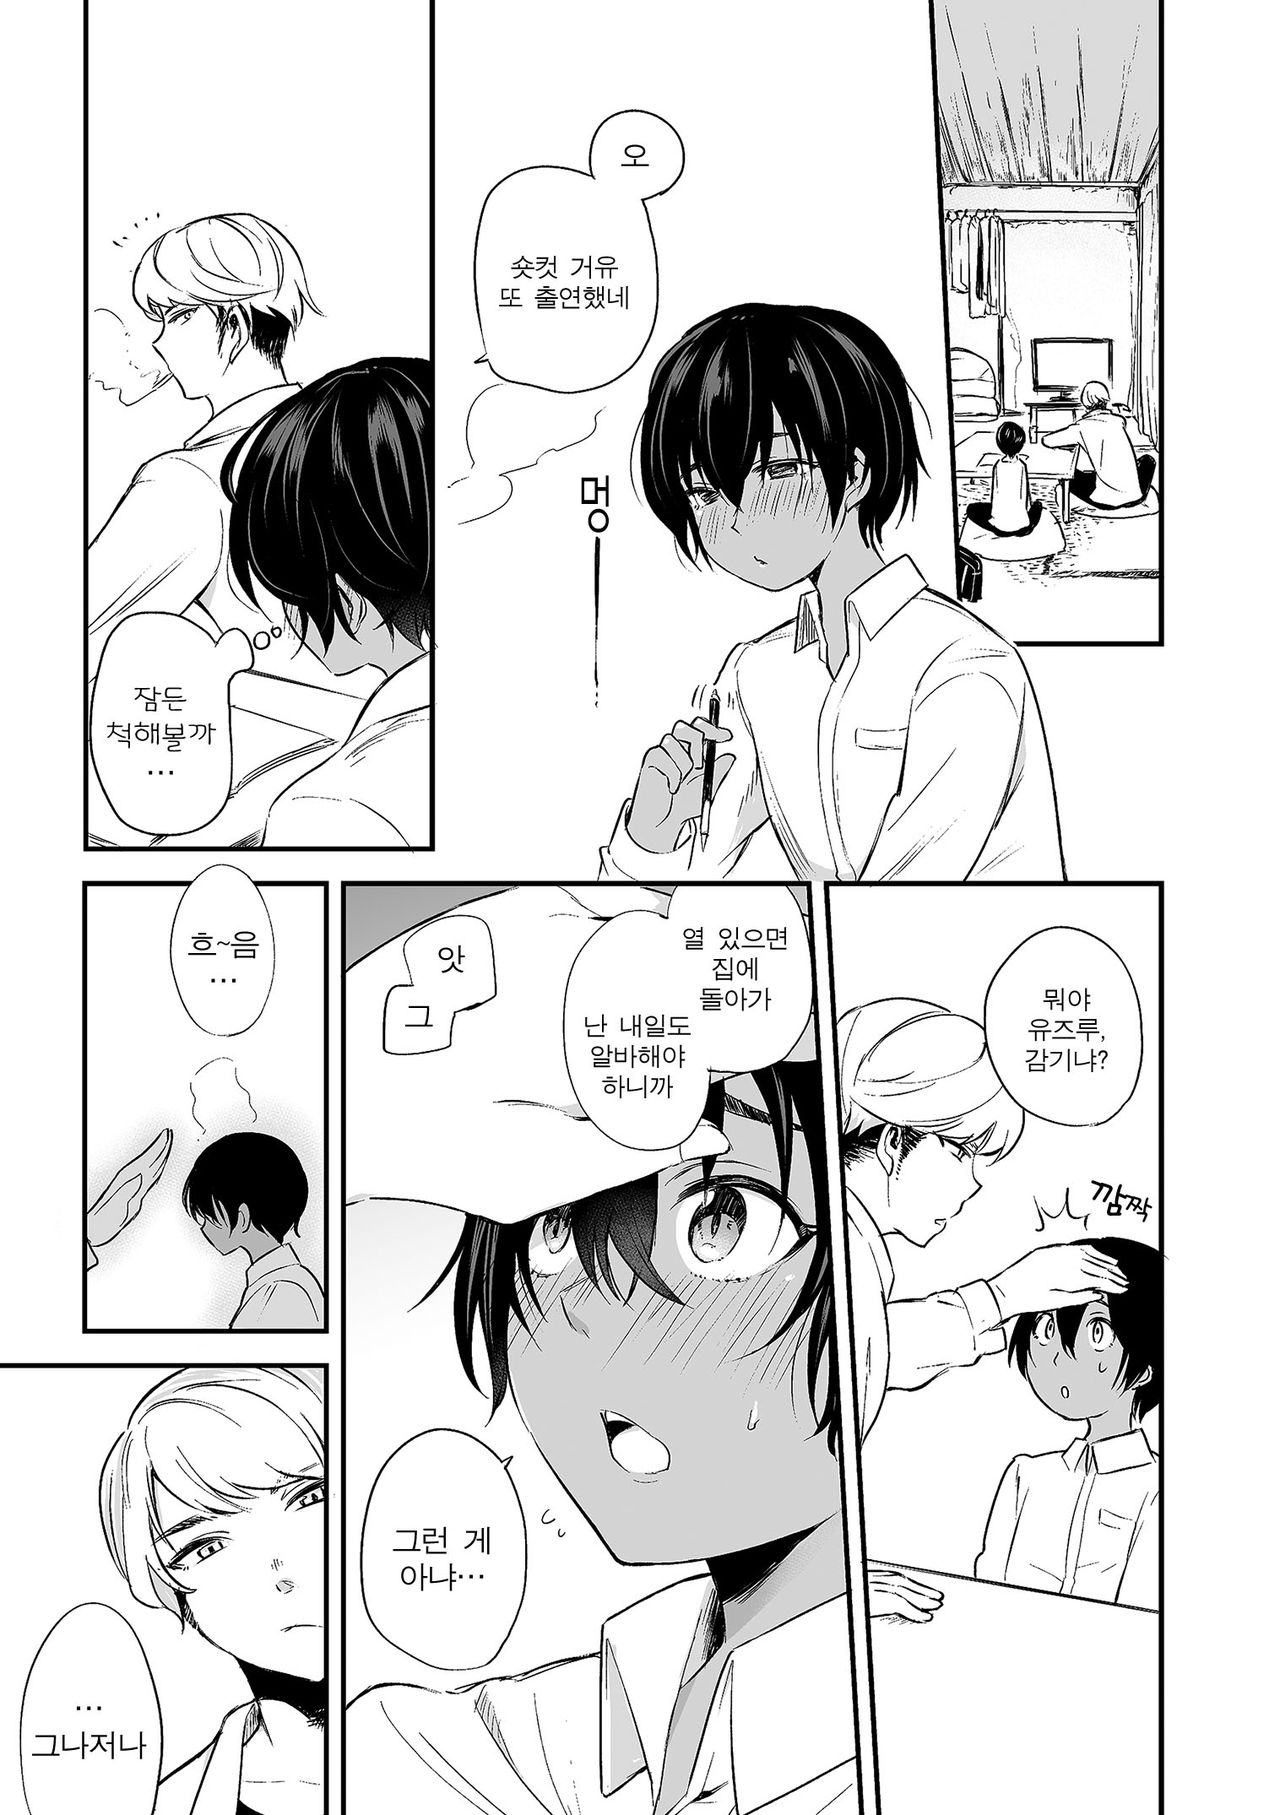 오
숏컷 거유
또 출연했네
멍
잠든
척해볼까
…
뭐야
유즈루,
감기냐?
깜짝
열 있으면
집에
돌아가
난 내일도
알바해야
하니까
앗
그
그런 게
아냐…
흐~음
…
…
그나저나